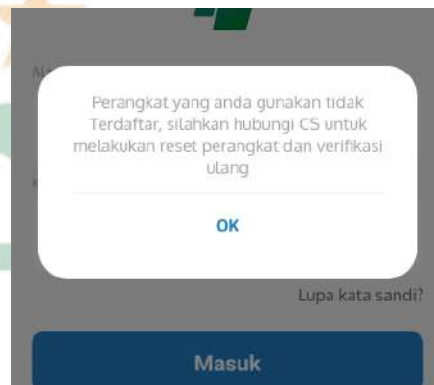 Perangkat yang anda gunakan tidak
Terdaftar, silahkan hubungi CS untuk
melakukan reset perangkat dan verifikasi
ulang
OK
Lupa kata sandi?
Masuk